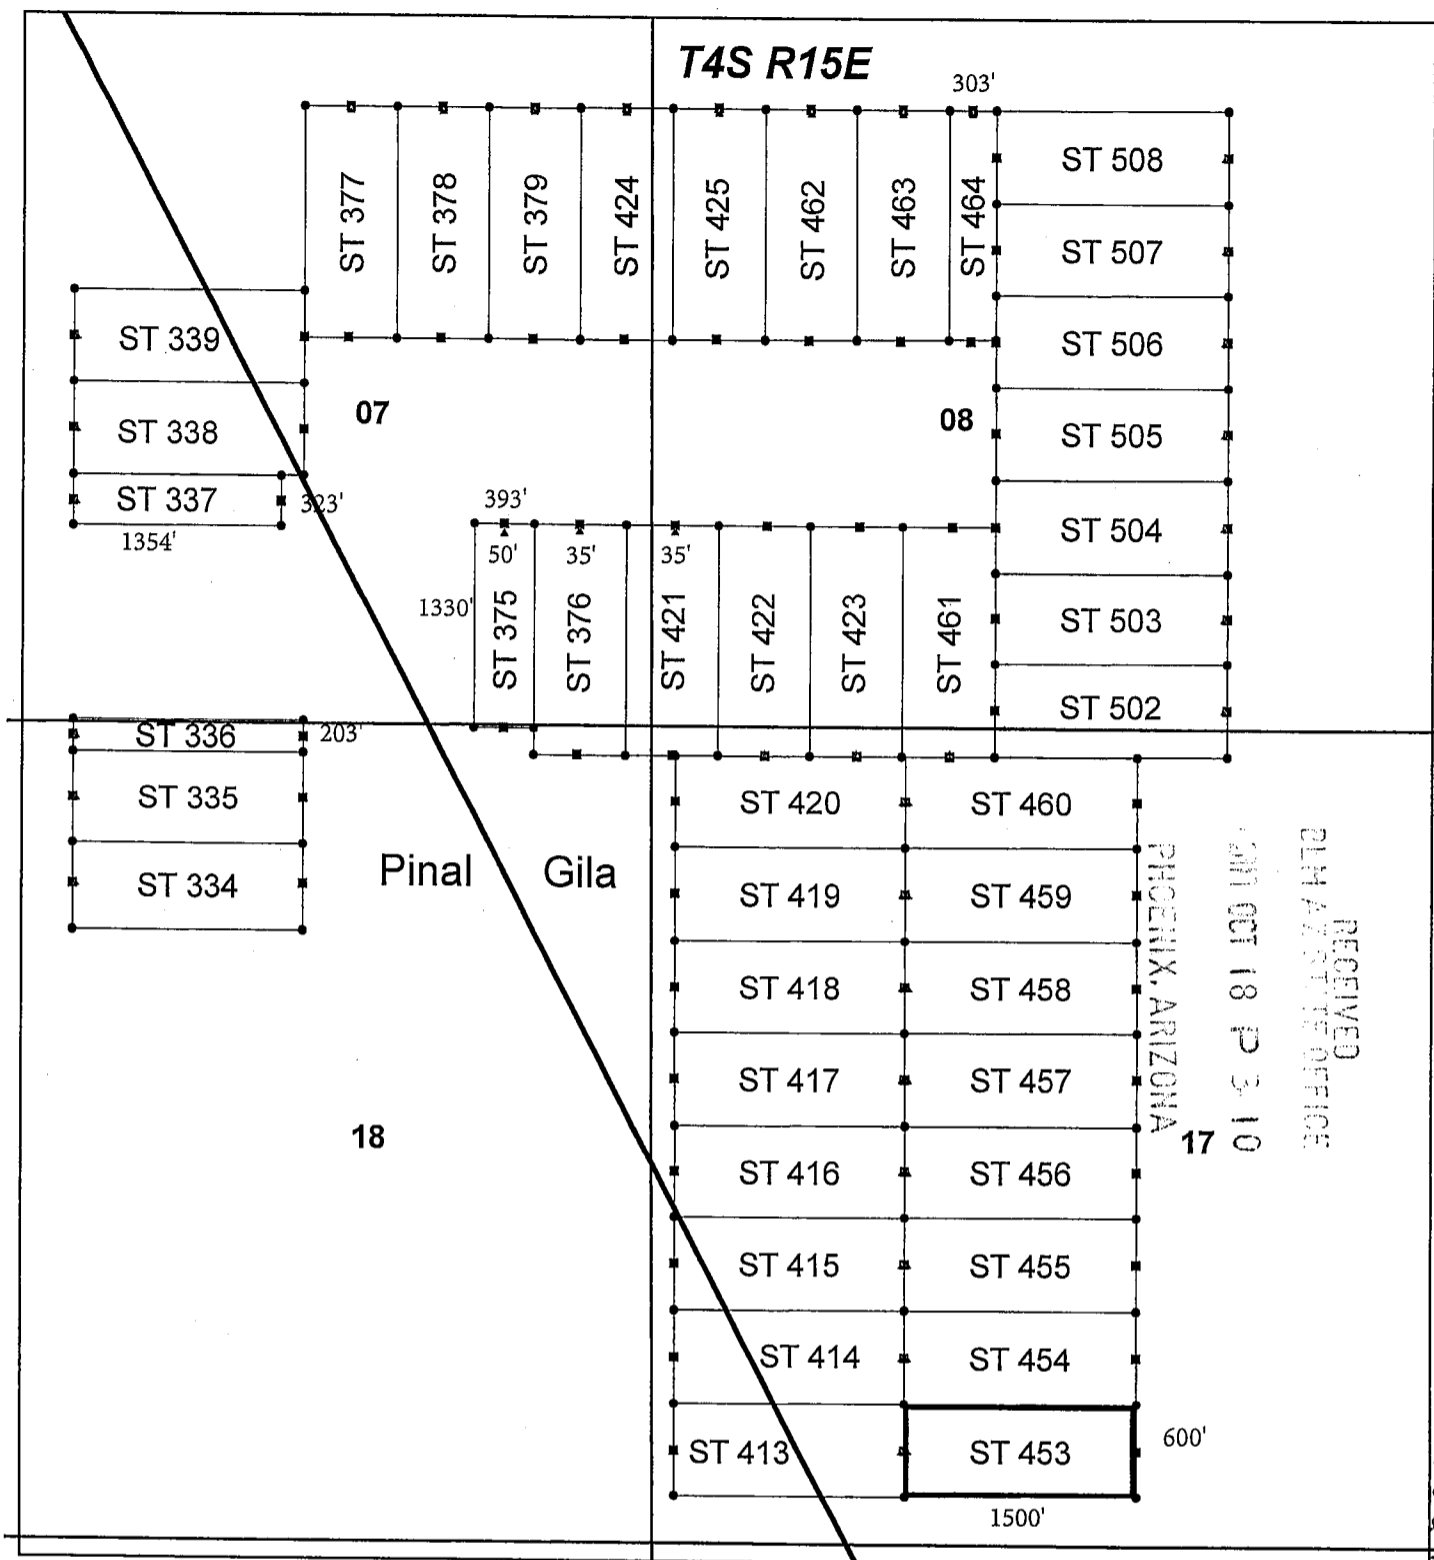 T4S R15E
303'
ST 377
ST 378
ST 379
ST 424
ST 425
ST 462
ST 463
ST 464
ST 508
ST 507
ST 506
ST 505
ST 504
ST 503
ST 502
ST 339
ST 338
ST 337
323'
1354'
07
08
393'
50'
35'
35'
1330'
ST 375
ST 376
ST 421
ST 422
ST 423
ST 461
ST 336
203'
ST 335
ST 334
Pinal
Gila
ST 420
ST 460
ST 419
ST 459
ST 418
ST 458
ST 417
ST 457
ST 416
ST 456
ST 415
ST 455
ST 414
ST 454
ST 413
ST 453
600'
1500'
18
17
RECEIVED
BLM AZ STATE OFFICE
OCT 18 P 3 10
PHOENIX, ARIZONA